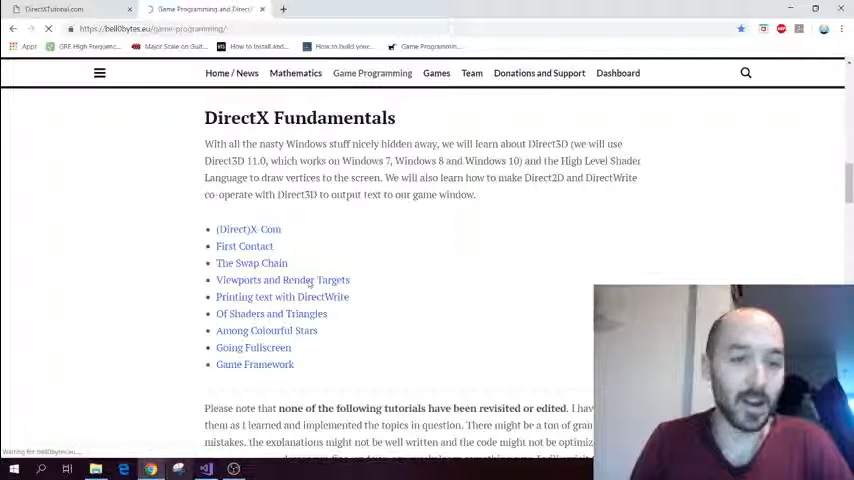 DirectXTutorial.com
Game Programming and Direct
https://bell0bytes.eu/game-programming/
Apps GRE High Frequenc... Major Scale on Guit... How to Install and... How to build your... Game Programmin...
Home / News Mathematics Game Programming Games Team Donations and Support Dashboard
DirectX Fundamentals
With all the nasty Windows stuff nicely hidden away, we will learn about Direct3D (we will use
Direct3D 11.0, which works on Windows 7, Windows 8 and Windows 10) and the High Level Shader
Language to draw vertices to the screen. We will also learn how to make Direct2D and DirectWrite
co-operate with Direct3D to output text to our game window.
(Direct)X-Com
First Contact
The Swap Chain
Viewports and Render Targets
Printing text with DirectWrite
Of Shaders and Triangles
Among Colourful Stars
Going Fullscreen
Game Framework
Please note that none of the following tutorials have been revisited or edited. I hav
them as I learned and implemented the topics in question. There might be a ton of gran
mistakes, the explanations might not be well written and the code might not be optimiz
Waiting for bell0bytes.eu...